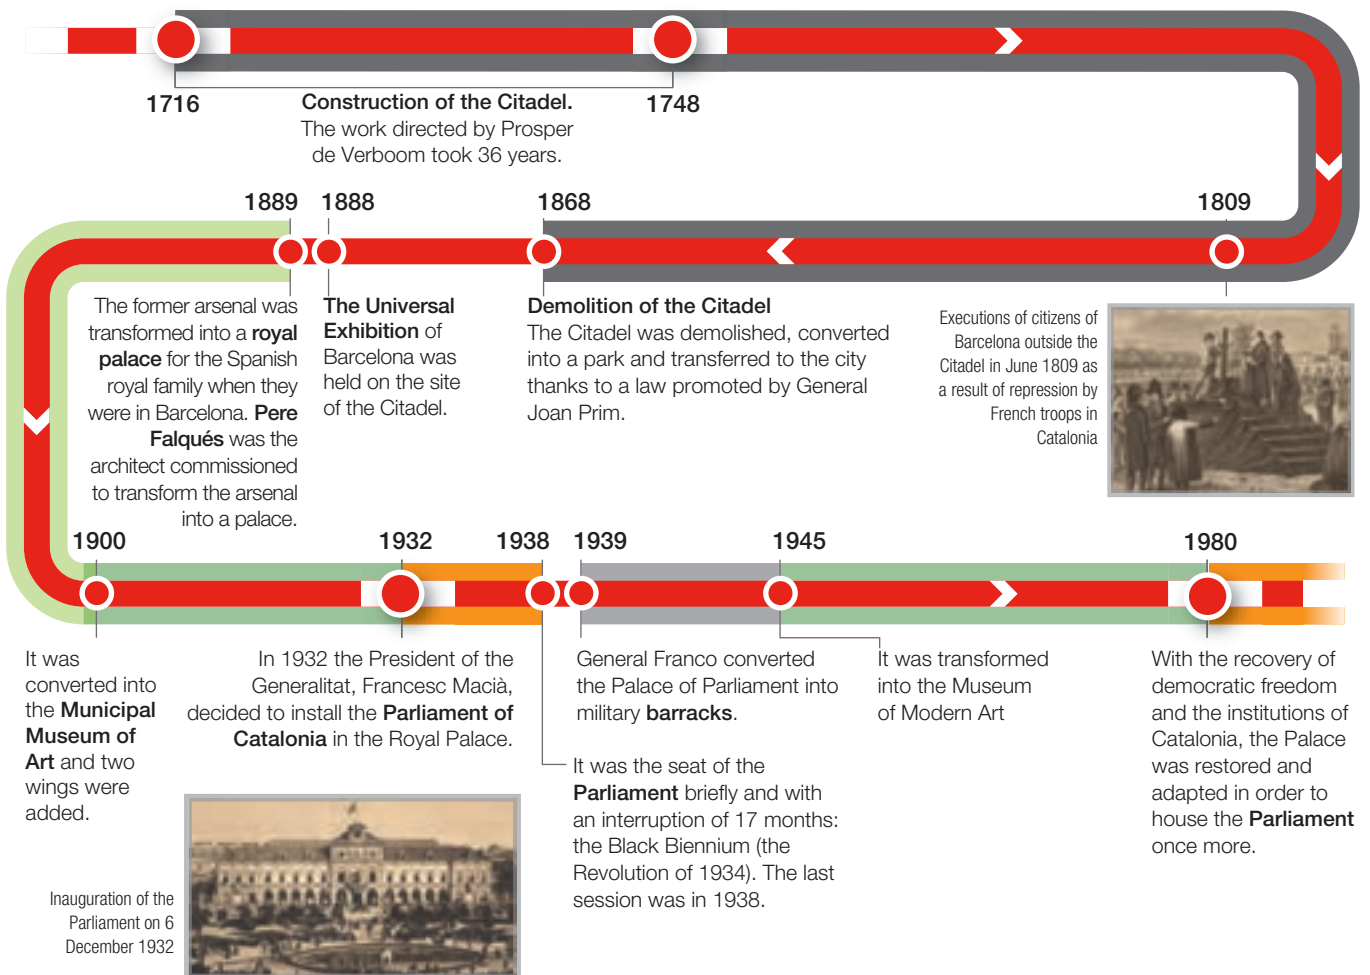 1716
Construction of the Citadel.
The work directed by Prosper
de Verboom took 36 years.
1748
1889
1888
1868
1809
The former arsenal was
transformed into a royal
palace for the Spanish
royal family when they
were in Barcelona. Pere
Falqués was the
architect commissioned
to transform the arsenal
into a palace.
The Universal
Exhibition of
Barcelona was
held on the site
of the Citadel.
Demolition of the Citadel
The Citadel was demolished, converted
into a park and transferred to the city
thanks to a law promoted by General
Joan Prim.
Executions of citizens of
Barcelona outside the
Citadel in June 1809 as
a result of repression by
French troops in
Catalonia
1900
1932
1938
1939
1945
1980
It was
converted into
the Municipal
Museum of
Art and two
wings were
added.
In 1932 the President of the
Generalitat, Francesc Macià,
decided to install the Parliament of
Catalonia in the Royal Palace.
General Franco converted
the Palace of Parliament into
military barracks.
It was the seat of the
Parliament briefly and with
an interruption of 17 months:
the Black Biennium (the
Revolution of 1934). The last
session was in 1938.
It was transformed
into the Museum
of Modern Art
With the recovery of
democratic freedom
and the institutions of
Catalonia, the Palace
was restored and
adapted in order to
house the Parliament
once more.
Inauguration of the
Parliament on 6
December 1932